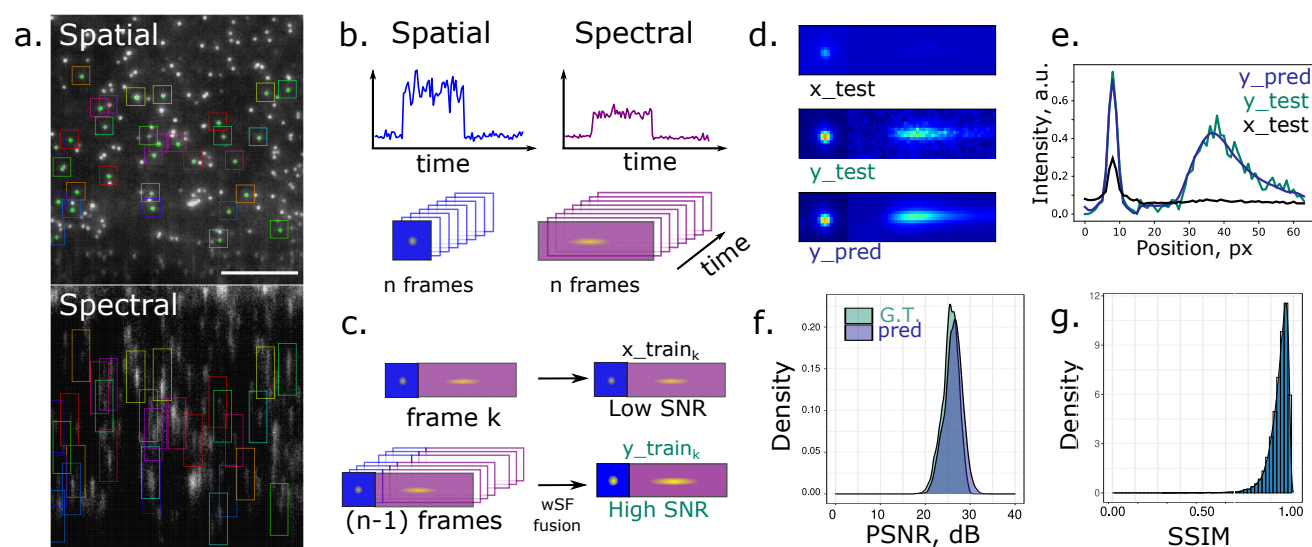 a.
Spatial
Spectral
b.
Spatial
Spectral
time
time
n frames
n frames
time
c.
frame k
x_train_k
Low SNR
(n-1) frames
wSF
fusion
y_train_k
High SNR
d.
x_test
y_test
y_pred
e.
y_pred
y_test
x_test
Intensity, a.u.
0.6
0.4
0.2
0.0
0 10 20 30 40 50 60
Position, px
f.
G.T.
pred
Density
0.20
0.15
0.10
0.05
0.00
0 10 20 30 40
PSNR, dB
g.
Density
12
9
6
3
0
0.00 0.50 1.00
SSIM